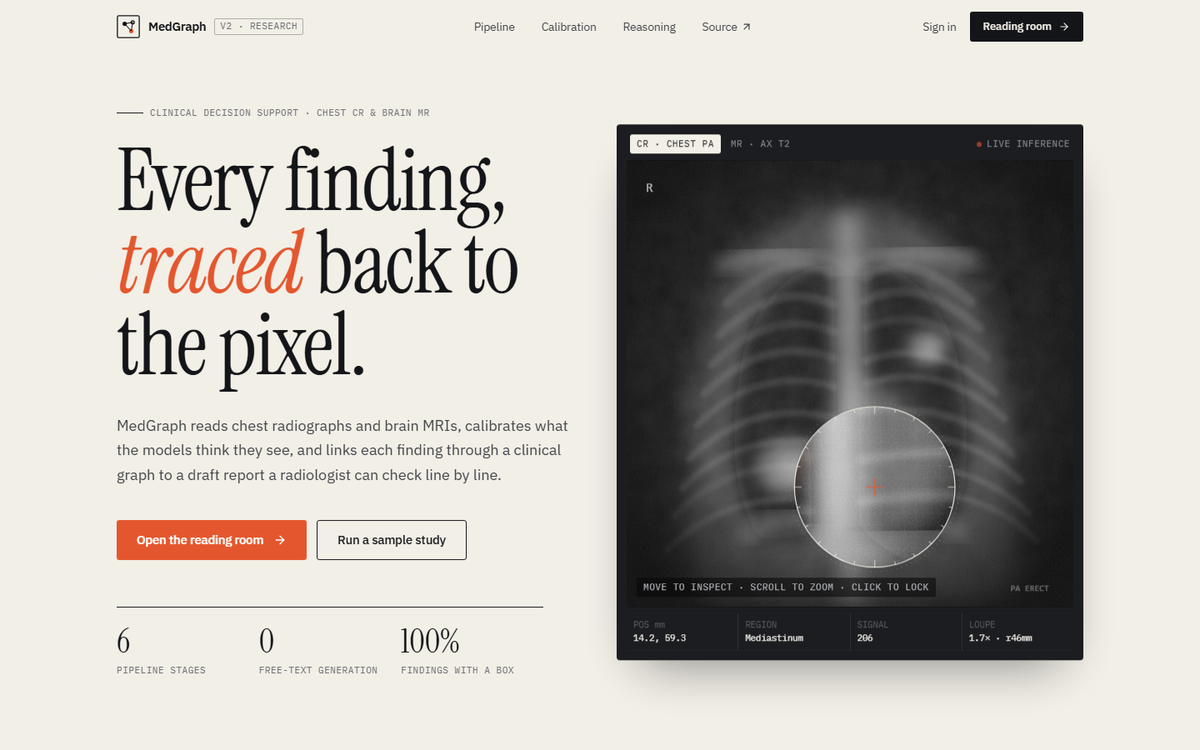 MedGraph V2 · RESEARCH Pipeline Calibration Reasoning Source ↗ Sign in Reading room →
CLINICAL DECISION SUPPORT · CHEST CR & BRAIN MR
Every finding,
traced back to
the pixel.
MedGraph reads chest radiographs and brain MRIs, calibrates what
the models think they see, and links each finding through a clinical
graph to a draft report a radiologist can check line by line.
Open the reading room →
Run a sample study
6
PIPELINE STAGES
0
FREE-TEXT GENERATION
100%
FINDINGS WITH A BOX
CR · CHEST PA MR · AX T2 ● LIVE INFERENCE
R
MOVE TO INSPECT · SCROLL TO ZOOM · CLICK TO LOCK
PA ERECT
POS mm
14.2, 59.3
REGION
Mediastinum
SIGNAL
206
LOUPE
1.7× · r46mm